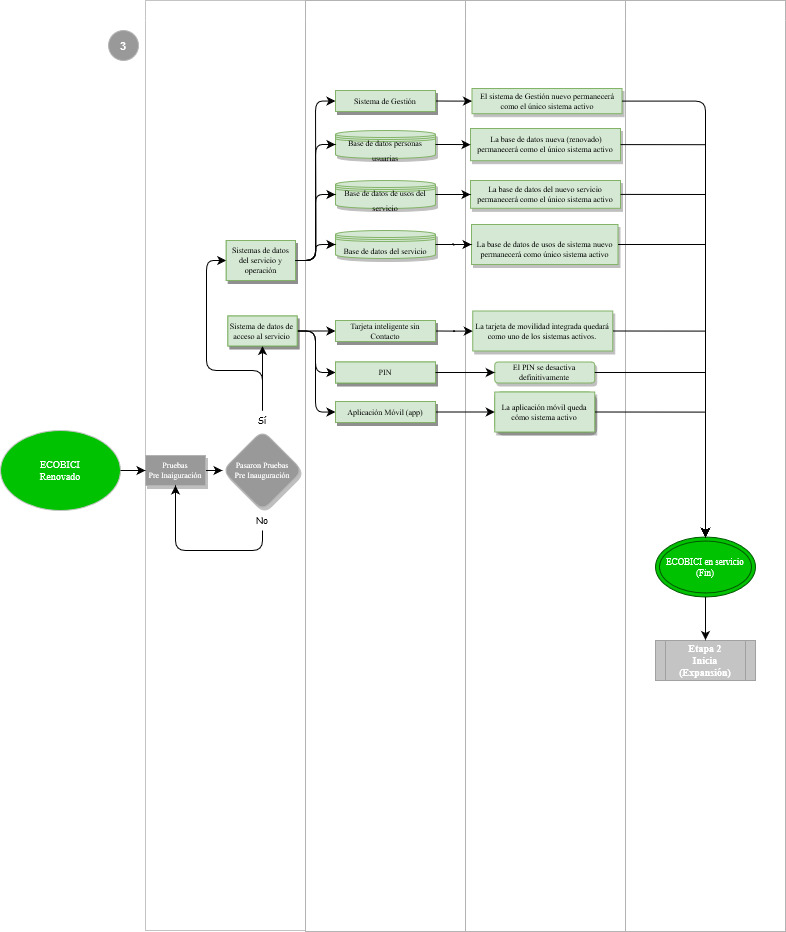 3
Sistema de Gestión
El sistema de Gestión nuevo permanecerá
como el único sistema activo
Base de datos personas
usuarias
La base de datos nueva (renovado)
permanecerá como el único sistema activo
Base de datos de usos del
servicio
La base de datos del nuevo servicio
permanecerá como el único sistema activo
Sistemas de datos
del servicio y
operación
Base de datos del servicio
La base de datos de usos de sistema nuevo
permanecerá como único sistema activo
Sistema de datos de
acceso al servicio
Tarjeta inteligente sin
Contacto
La tarjeta de movilidad integrada quedará
como uno de los sistemas activos.
PIN
El PIN se desactiva
definitivamente
Aplicación Móvil (app)
La aplicación móvil queda
cómo sistema activo
Sí
ECOBICI
Renovado
Pruebas
Pre Inaiguración
Pasaron Pruebas
Pre Inauguración
No
ECOBICI en servicio
(Fin)
Etapa 2
Inicia
(Expansión)